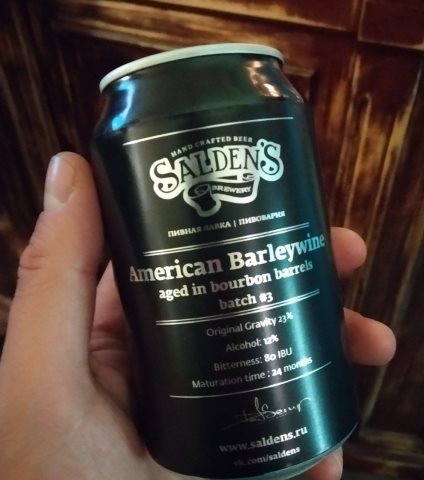 HAND CRAFTED BEER
SALDEN'S
BREWERY
ПИВНАЯ ЛАВКА | ПИВОВАРНЯ
American Barleywine
aged in bourbon barrels
batch #3
Original Gravity 23%
Alcohol: 12%
Bitterness: 80 IBU
Maturation time : 24 months
www.saldens.ru
vk.com/saldens